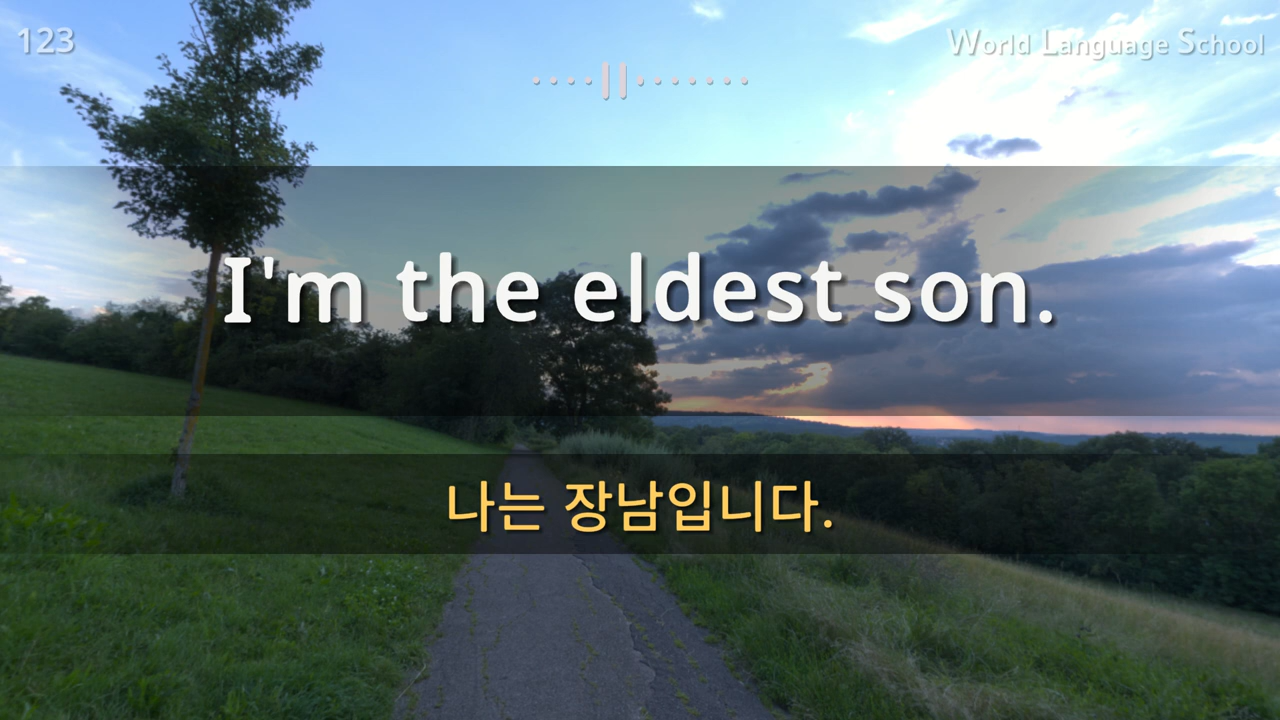 123
World Language School
I'm the eldest son.
나는 장남입니다.